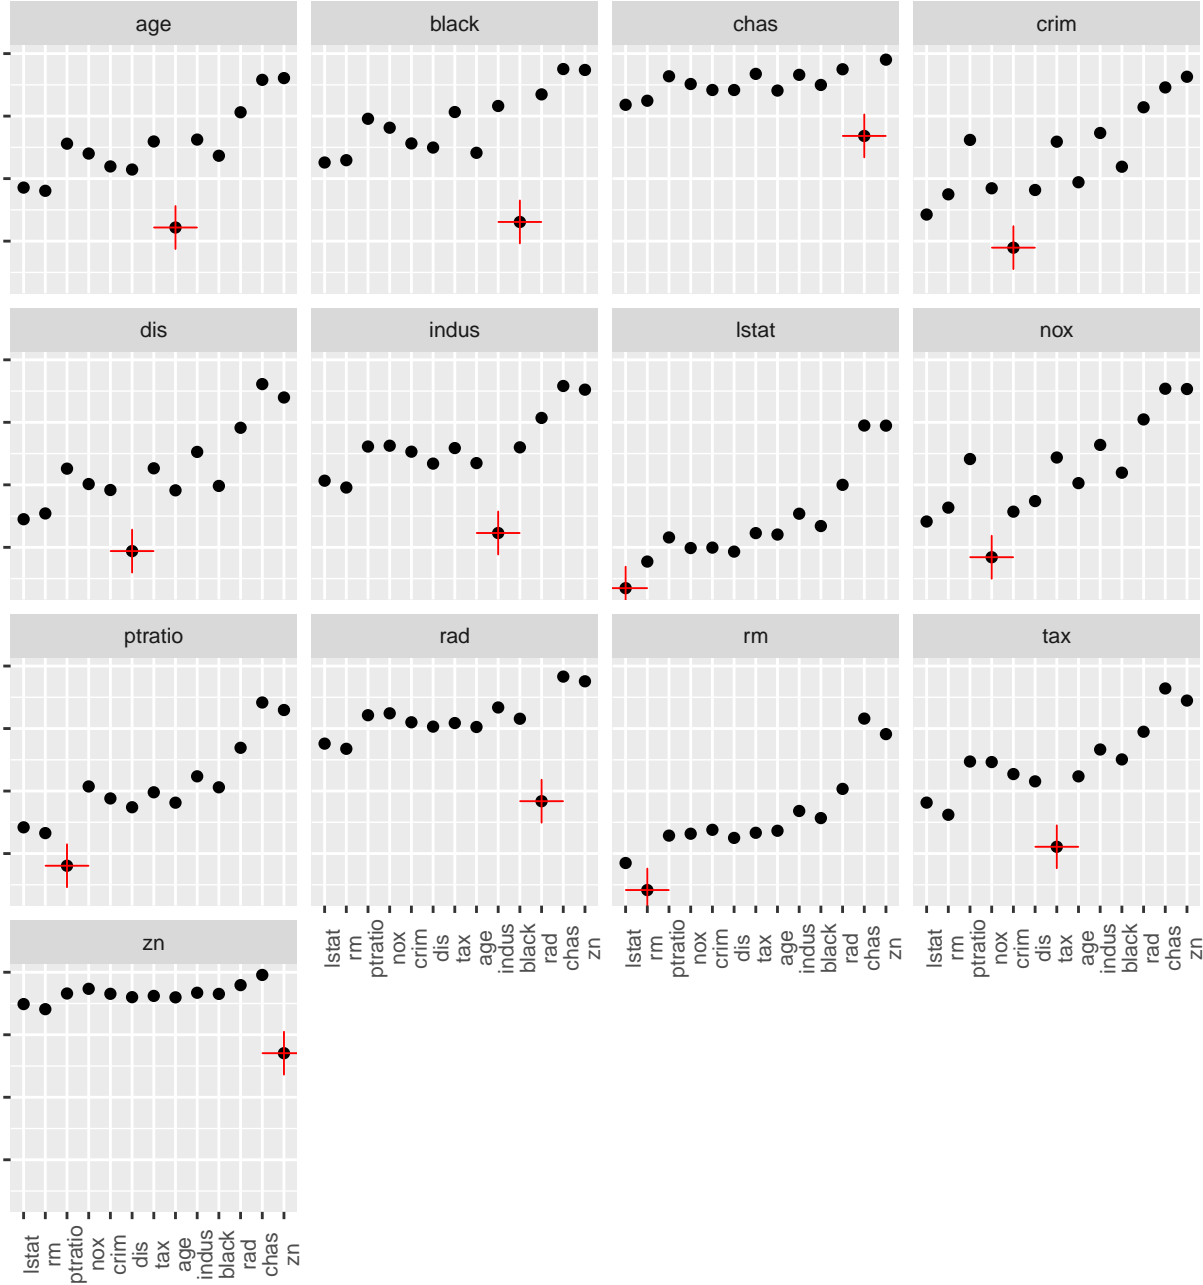 age black chas crim
dis indus lstat nox
ptratio rad rm tax
lstat rm ptratio nox crim dis tax age indus black rad chas zn lstat rm ptratio nox crim dis tax age indus black rad chas zn lstat rm ptratio nox crim dis tax age indus black rad chas zn
zn
lstat rm ptratio nox crim dis tax age indus black rad chas zn